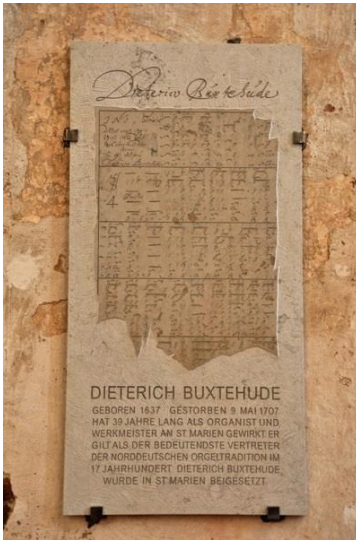 Dieterico Buxtehude
DIETERICH BUXTEHUDE
GEBOREN 1637 GESTORBEN 9. MAI 1707
HAT 39 JAHRE LANG ALS ORGANIST UND
WERKMEISTER AN ST. MARIEN GEWIRKT. ER
GILT ALS DER BEDEUTENDSTE VERTRETER
DER NORDDEUTSCHEN ORGELTRADITION IM
17. JAHRHUNDERT. DIETERICH BUXTEHUDE
WURDE IN ST. MARIEN BEIGESETZT.